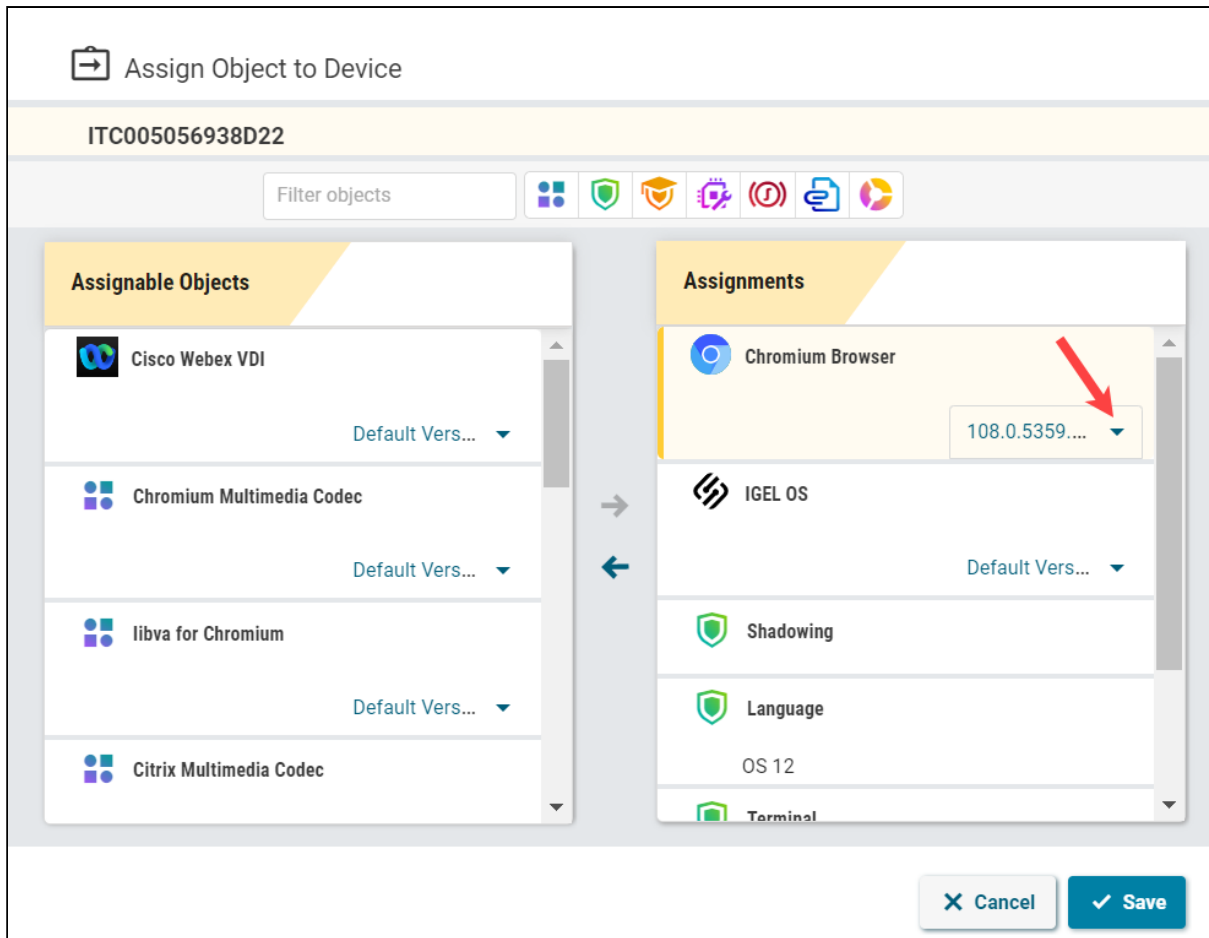 Assign Object to Device
ITC005056938D22
Filter objects
Assignable Objects
Cisco Webex VDI
Default Vers...
Chromium Multimedia Codec
Default Vers...
libva for Chromium
Default Vers...
Citrix Multimedia Codec
Assignments
Chromium Browser
108.0.5359....
IGEL OS
Default Vers...
Shadowing
Language
OS 12
Terminal
Cancel
Save